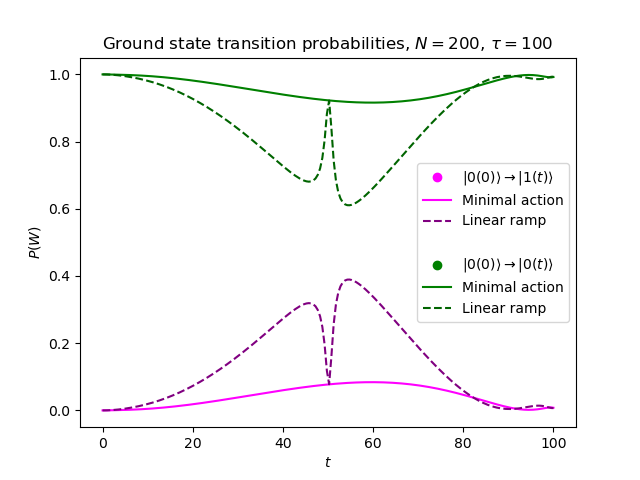 Ground state transition probabilities, $N = 200$, $\tau = 100$
1.0
0.8
0.6
0.4
0.2
0.0
P(W)
|0(0)⟩ → |1(t)⟩
Minimal action
Linear ramp
|0(0)⟩ → |0(t)⟩
Minimal action
Linear ramp
0 20 40 60 80 100
t